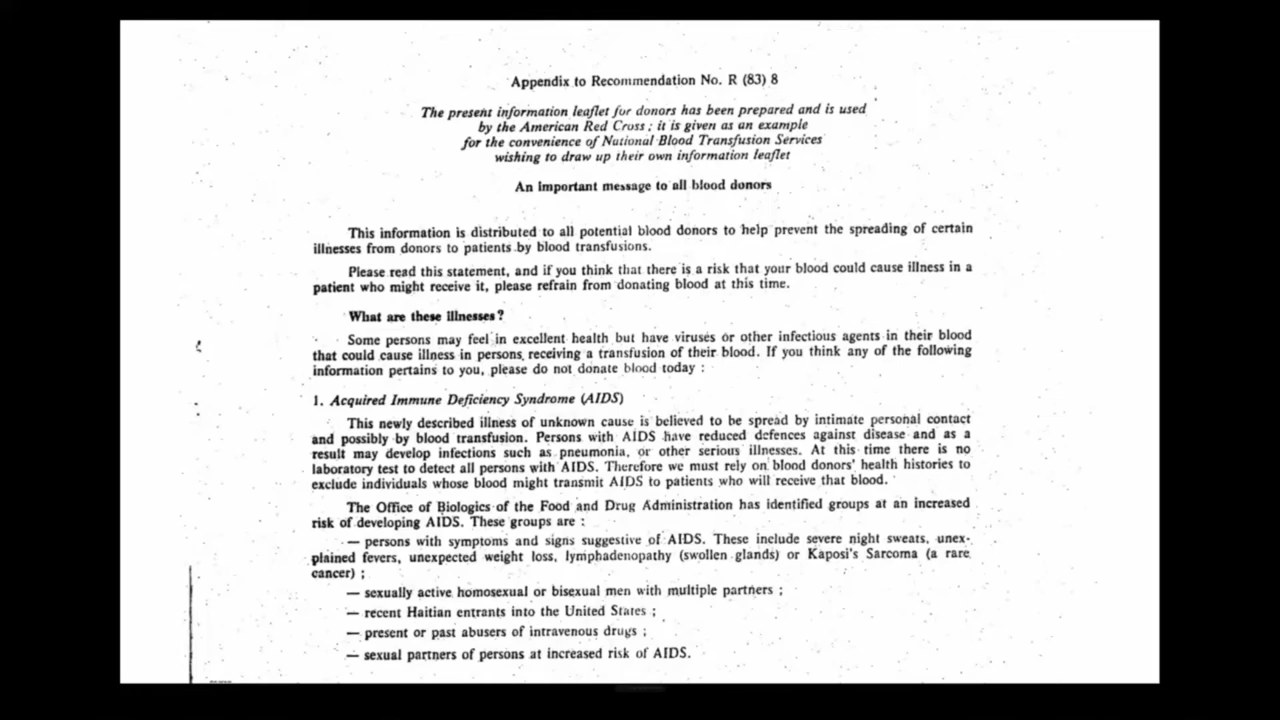 Appendix to Recommendation No. R (83) 8
The present information leaflet for donors has been prepared and is used
by the American Red Cross ; it is given as an example
for the convenience of National Blood Transfusion Services
wishing to draw up their own information leaflet
An important message to all blood donors
This information is distributed to all potential blood donors to help prevent the spreading of certain
illnesses from donors to patients by blood transfusions.
Please read this statement, and if you think that there is a risk that your blood could cause illness in a
patient who might receive it, please refrain from donating blood at this time.
What are these illnesses ?
Some persons may feel in excellent health but have viruses or other infectious agents in their blood
that could cause illness in persons receiving a transfusion of their blood. If you think any of the following
information pertains to you, please do not donate blood today :
1. Acquired Immune Deficiency Syndrome (AIDS)
This newly described illness of unknown cause is believed to be spread by intimate personal contact
and possibly by blood transfusion. Persons with AIDS have reduced defences against disease and as a
result may develop infections such as pneumonia, or other serious illnesses. At this time there is no
laboratory test to detect all persons with AIDS. Therefore we must rely on blood donors' health histories to
exclude individuals whose blood might transmit AIDS to patients who will receive that blood.
The Office of Biologics of the Food and Drug Administration has identified groups at an increased
risk of developing AIDS. These groups are :
— persons with symptoms and signs suggestive of AIDS. These include severe night sweats, unex-
plained fevers, unexpected weight loss, lymphadenopathy (swollen glands) or Kaposi's Sarcoma (a rare
cancer) ;
— sexually active homosexual or bisexual men with multiple partners ;
— recent Haitian entrants into the United States ;
— present or past abusers of intravenous drugs ;
— sexual partners of persons at increased risk of AIDS.